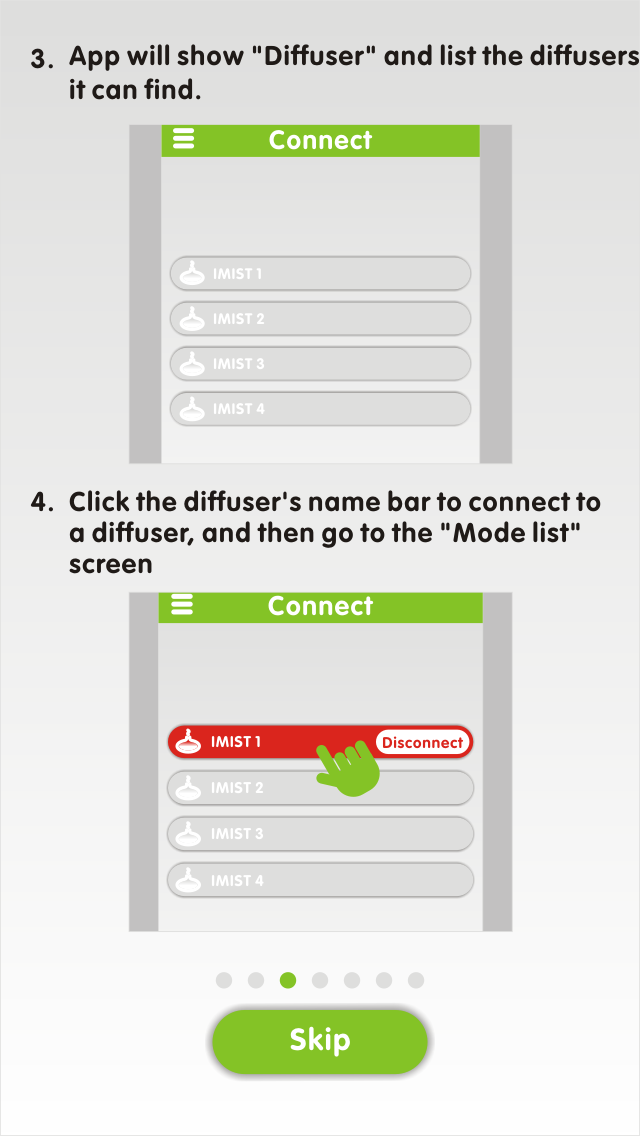 3. App will show "Diffuser" and list the diffusers
it can find.
Connect
IMIST 1
IMIST 2
IMIST 3
IMIST 4
4. Click the diffuser's name bar to connect to
a diffuser, and then go to the "Mode list"
screen
Connect
IMIST 1 Disconnect
IMIST 2
IMIST 3
IMIST 4
Skip